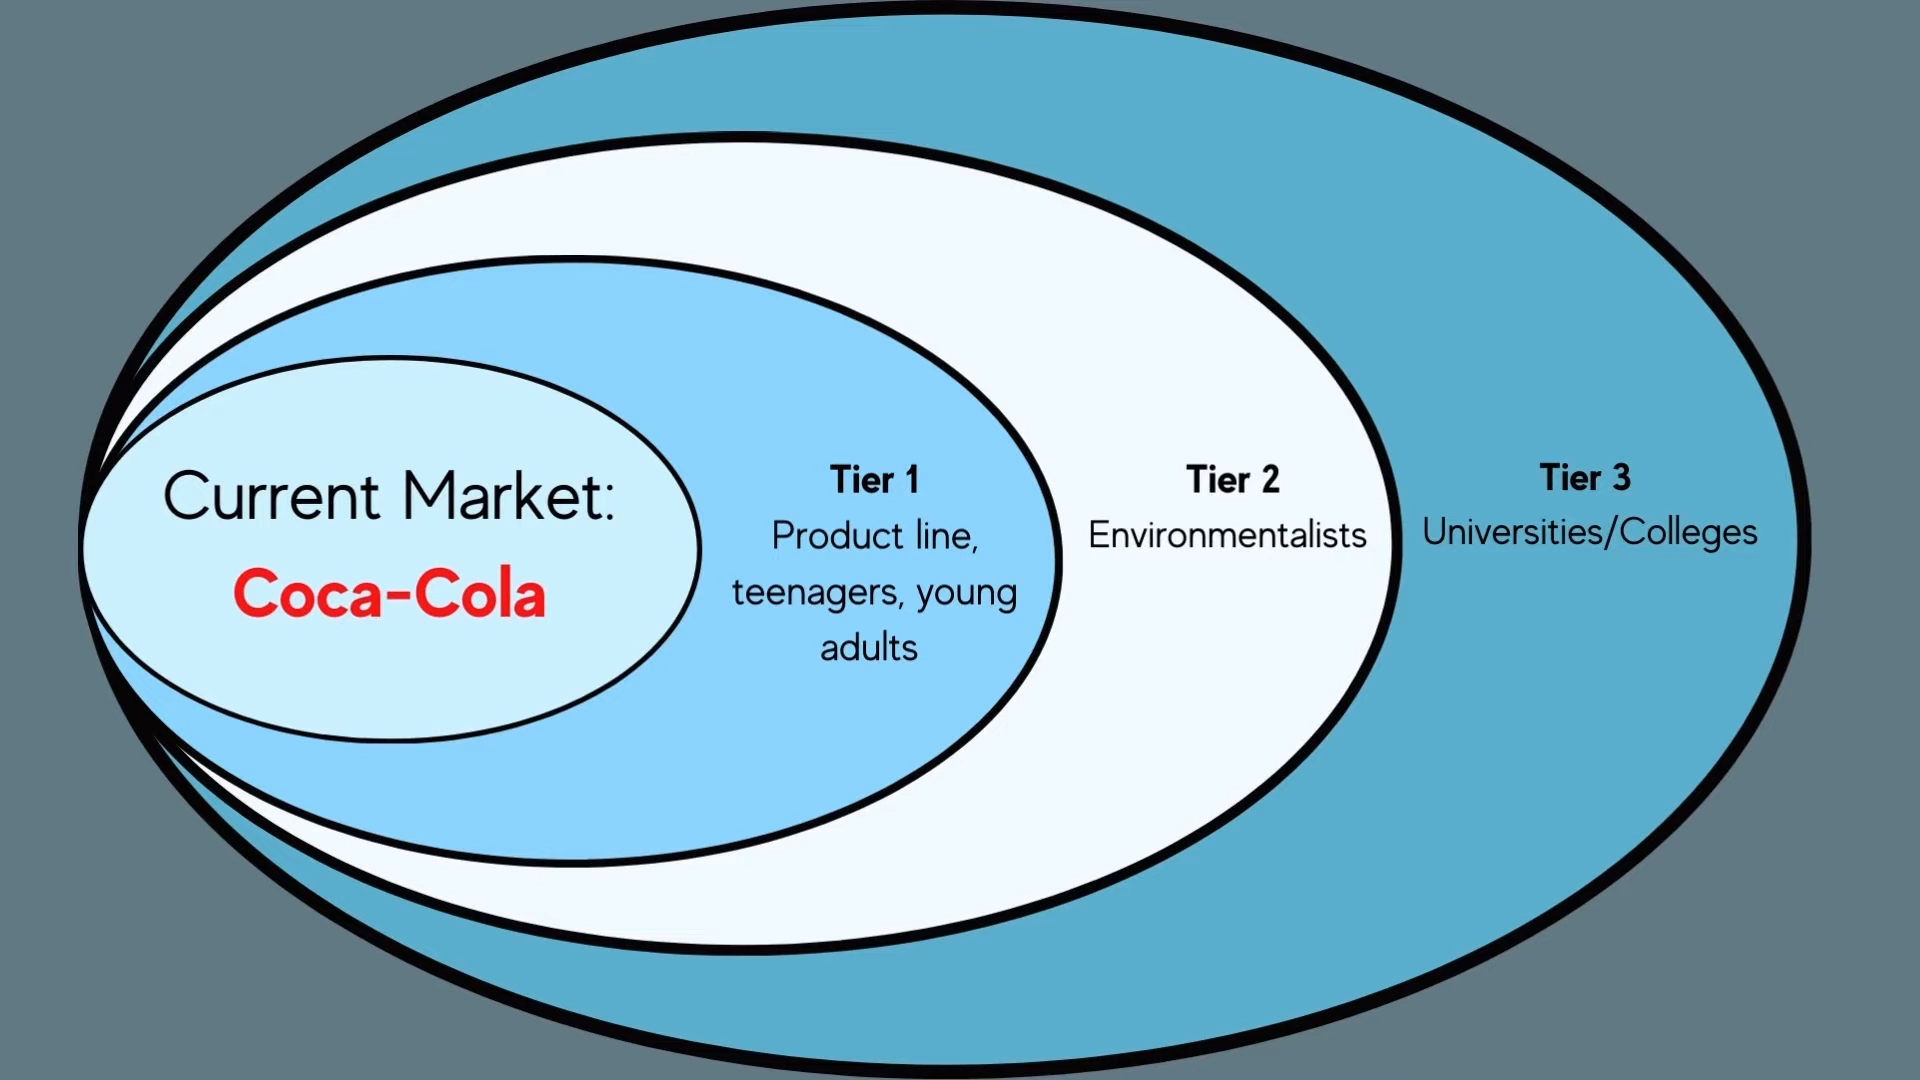 Current Market:
Coca-Cola
Tier 1
Product line,
teenagers, young
adults
Tier 2
Environmentalists
Tier 3
Universities/Colleges